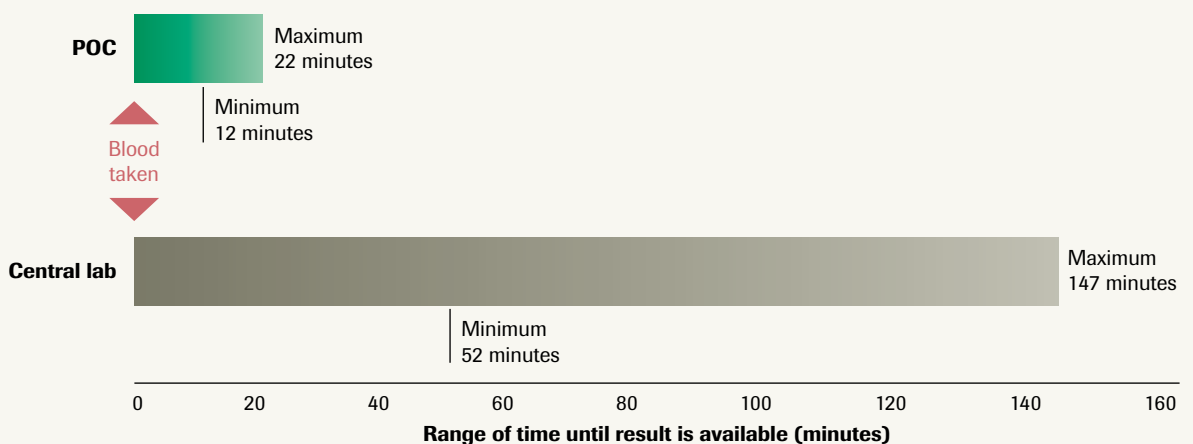 POC
Maximum
22 minutes
Minimum
12 minutes
Blood
taken
Central lab
Maximum
147 minutes
Minimum
52 minutes
0 20 40 60 80 100 120 140 160
Range of time until result is available (minutes)